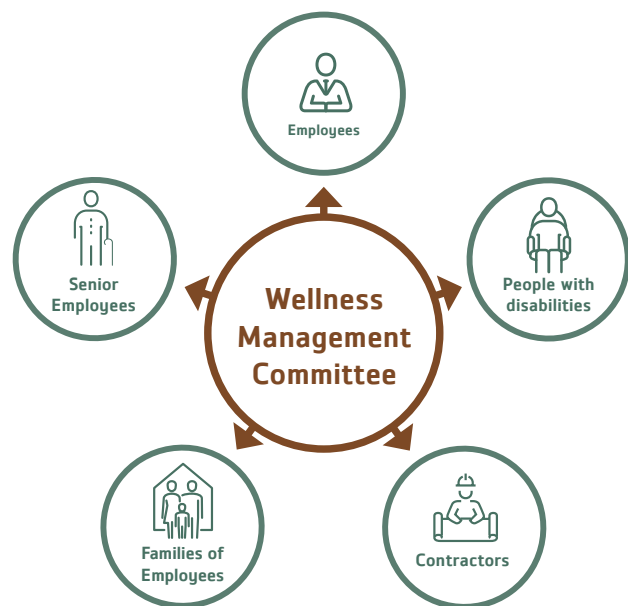 Employees
Senior
Employees
People with
disabilities
Wellness
Management
Committee
Families of
Employees
Contractors